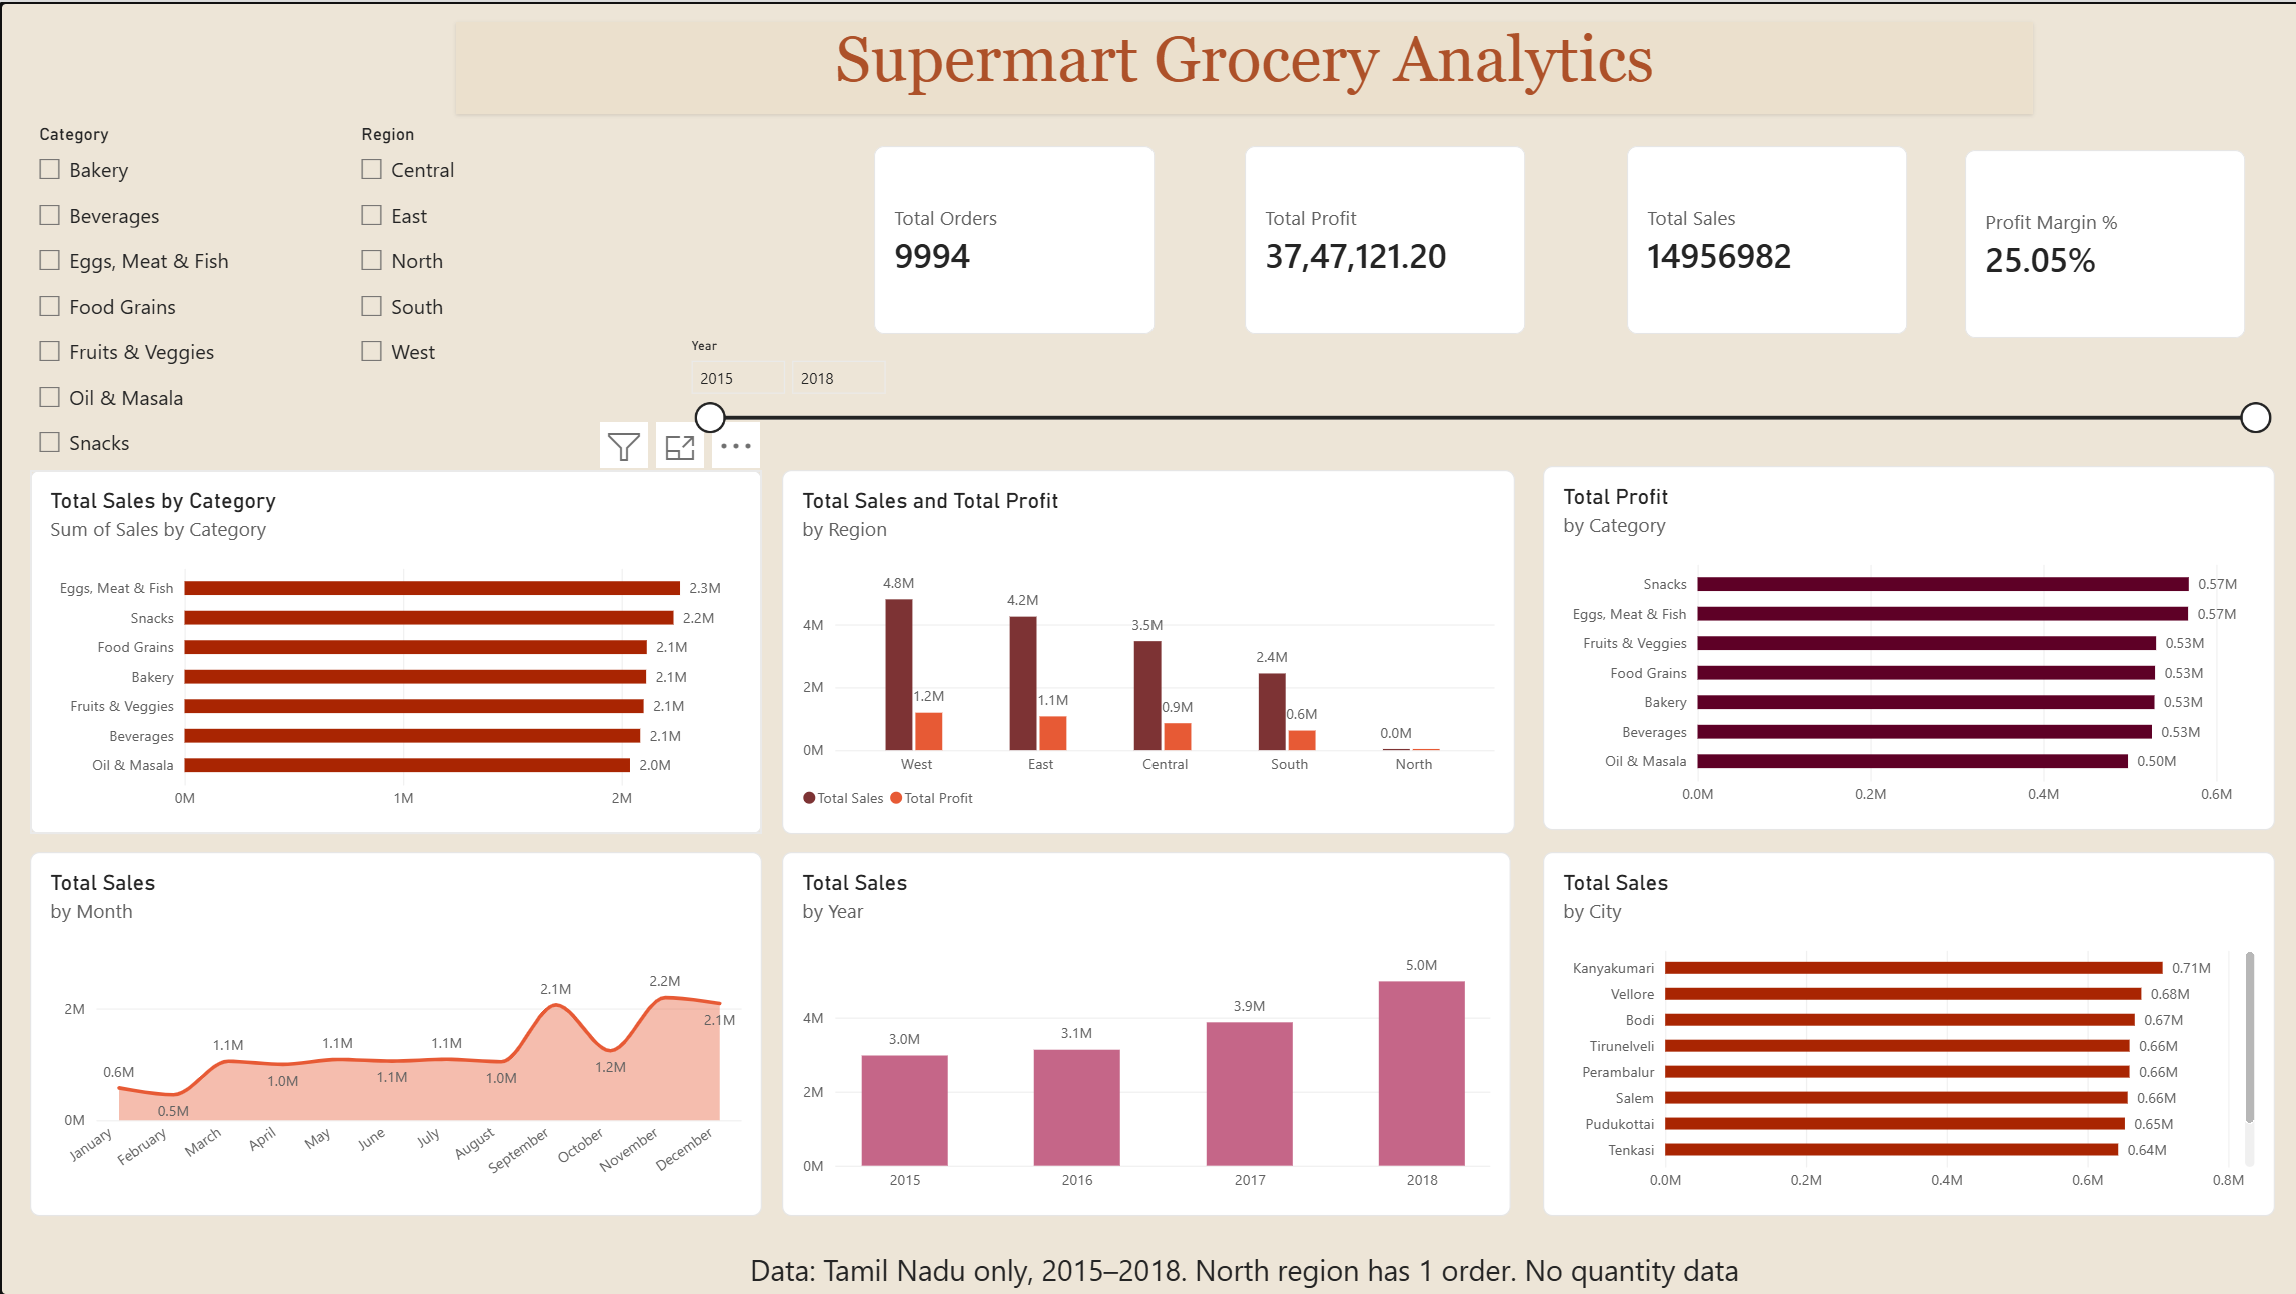 Supermart Grocery Analytics
Category
Bakery
Beverages
Eggs, Meat & Fish
Food Grains
Fruits & Veggies
Oil & Masala
Snacks
Region
Central
East
North
South
West
Total Orders
9994
Total Profit
37,47,121.20
Total Sales
14956982
Profit Margin %
25.05%
Year
2015 2018
Total Sales by Category
Sum of Sales by Category
Eggs, Meat & Fish 2.3M
Snacks 2.2M
Food Grains 2.1M
Bakery 2.1M
Fruits & Veggies 2.1M
Beverages 2.1M
Oil & Masala 2.0M
0M 1M 2M
Total Sales and Total Profit
by Region
4.8M
4.2M
4M 3.5M
2.4M
2M 1.2M 1.1M 0.9M 0.6M
0M 0.0M
West East Central South North
Total Sales Total Profit
Total Profit
by Category
Snacks 0.57M
Eggs, Meat & Fish 0.57M
Fruits & Veggies 0.53M
Food Grains 0.53M
Bakery 0.53M
Beverages 0.53M
Oil & Masala 0.50M
0.0M 0.2M 0.4M 0.6M
Total Sales
by Month
2M
0M
0.6M 0.5M 1.1M 1.0M 1.1M 1.1M 1.1M 1.0M 2.1M 1.2M 2.2M 2.1M
January February March April May June July August September October November December
Total Sales
by Year
5.0M
4M 3.9M
3.0M 3.1M
2M
0M
2015 2016 2017 2018
Total Sales
by City
Kanyakumari 0.71M
Vellore 0.68M
Bodi 0.67M
Tirunelveli 0.66M
Perambalur 0.66M
Salem 0.66M
Pudukottai 0.65M
Tenkasi 0.64M
0.0M 0.2M 0.4M 0.6M 0.8M
Data: Tamil Nadu only, 2015–2018. North region has 1 order. No quantity data